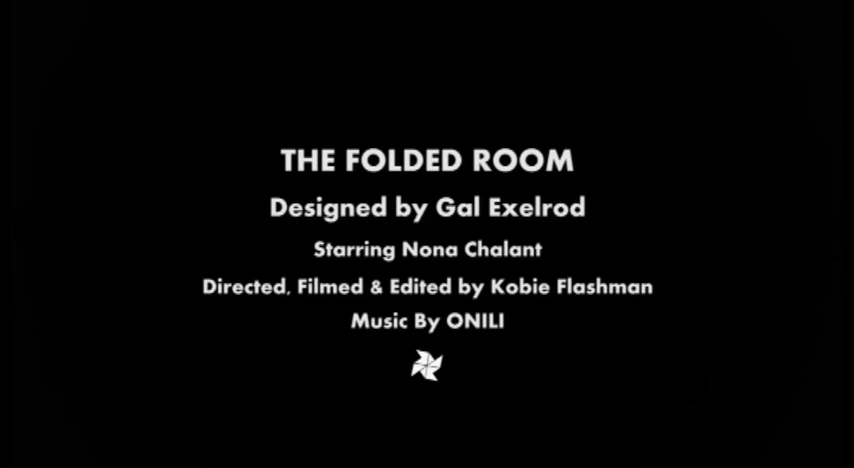 THE FOLDED ROOM
Designed by Gal Exelrod
Starring Nona Chalant
Directed, Filmed & Edited by Kobie Flashman
Music By ONILI